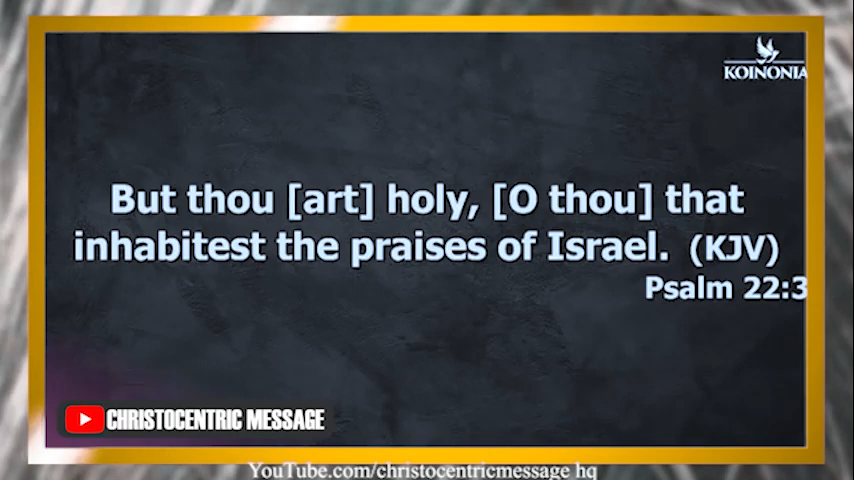 KOINONIA
But thou [art] holy, [O thou] that
inhabitest the praises of Israel. (KJV)
Psalm 22:3
CHRISTOCENTRIC MESSAGE
YouTube.com/christocentricmessage hq